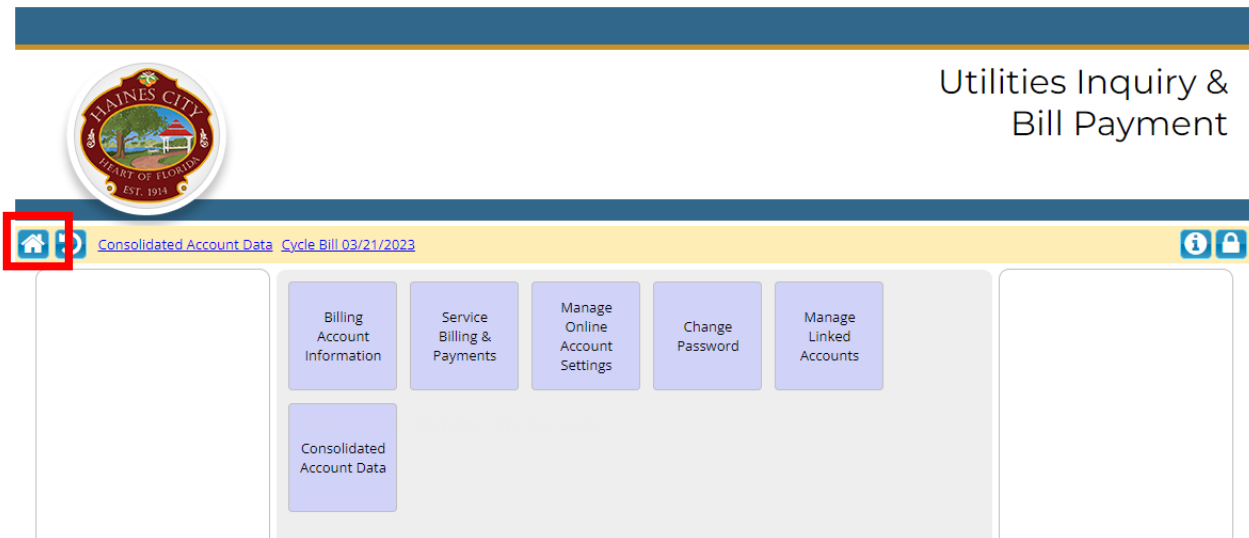 HAINES CITY
HEART OF FLORIDA
EST. 1914
Utilities Inquiry &
Bill Payment
Consolidated Account Data Cycle Bill 03/21/2023
Billing
Account
Information
Service
Billing &
Payments
Manage
Online
Account
Settings
Change
Password
Manage
Linked
Accounts
Consolidated
Account Data